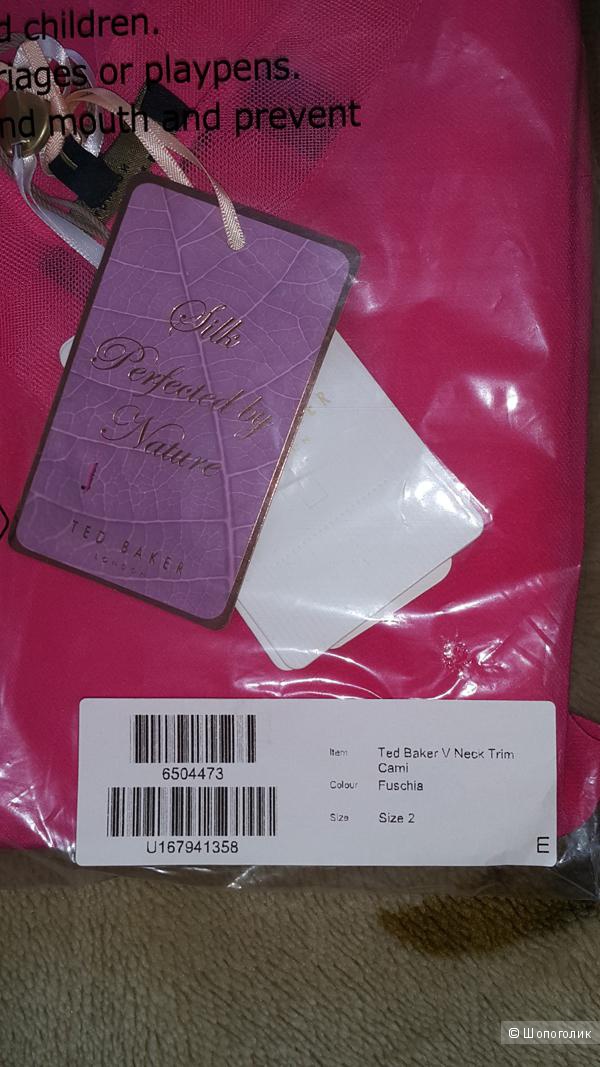 d children.
riages or playpens.
nd mouth and prevent
Silk
Perfected by
Nature
TED BAKER
LONDON
6504473
U167941358
Item Ted Baker V Neck Trim
Cami
Colour Fuschia
Size Size 2
E
© Шопоголик